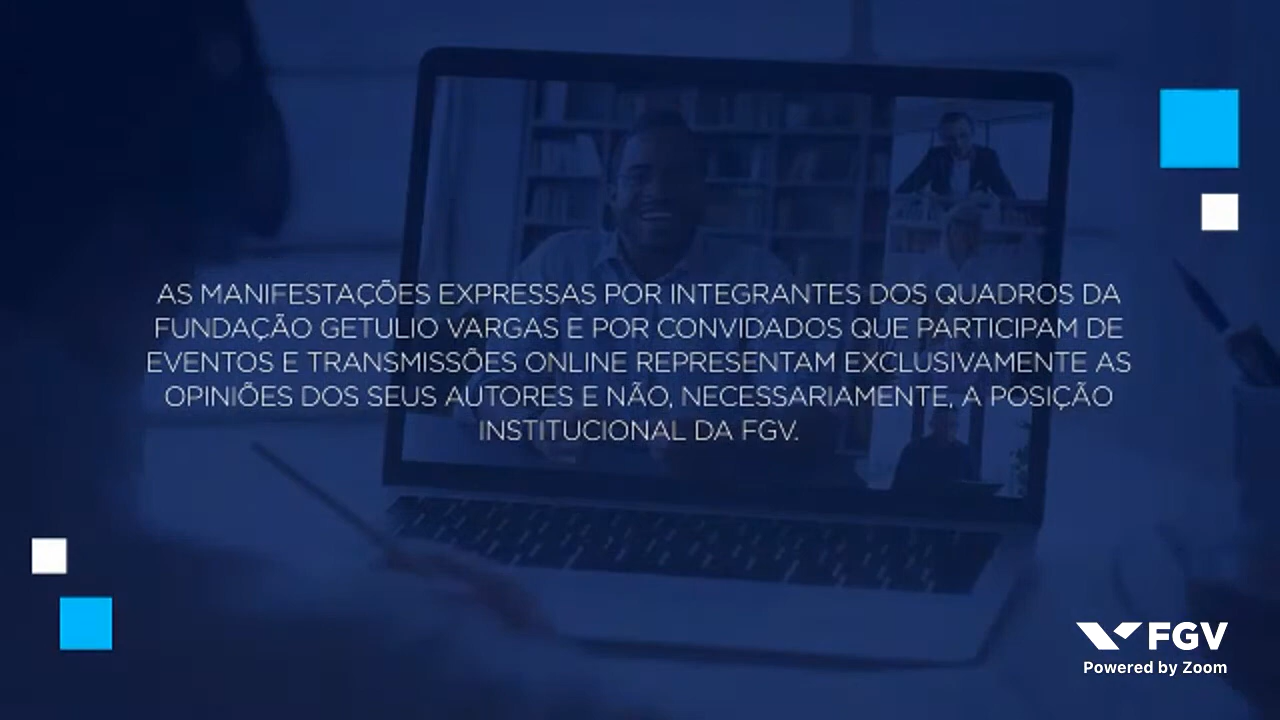 AS MANIFESTAÇÕES EXPRESSAS POR INTEGRANTES DOS QUADROS DA
FUNDAÇÃO GETULIO VARGAS E POR CONVIDADOS QUE PARTICIPAM DE
EVENTOS E TRANSMISSÕES ONLINE REPRESENTAM EXCLUSIVAMENTE AS
OPINIÕES DOS SEUS AUTORES E NÃO, NECESSARIAMENTE, A POSIÇÃO
INSTITUCIONAL DA FGV.
FGV
Powered by Zoom